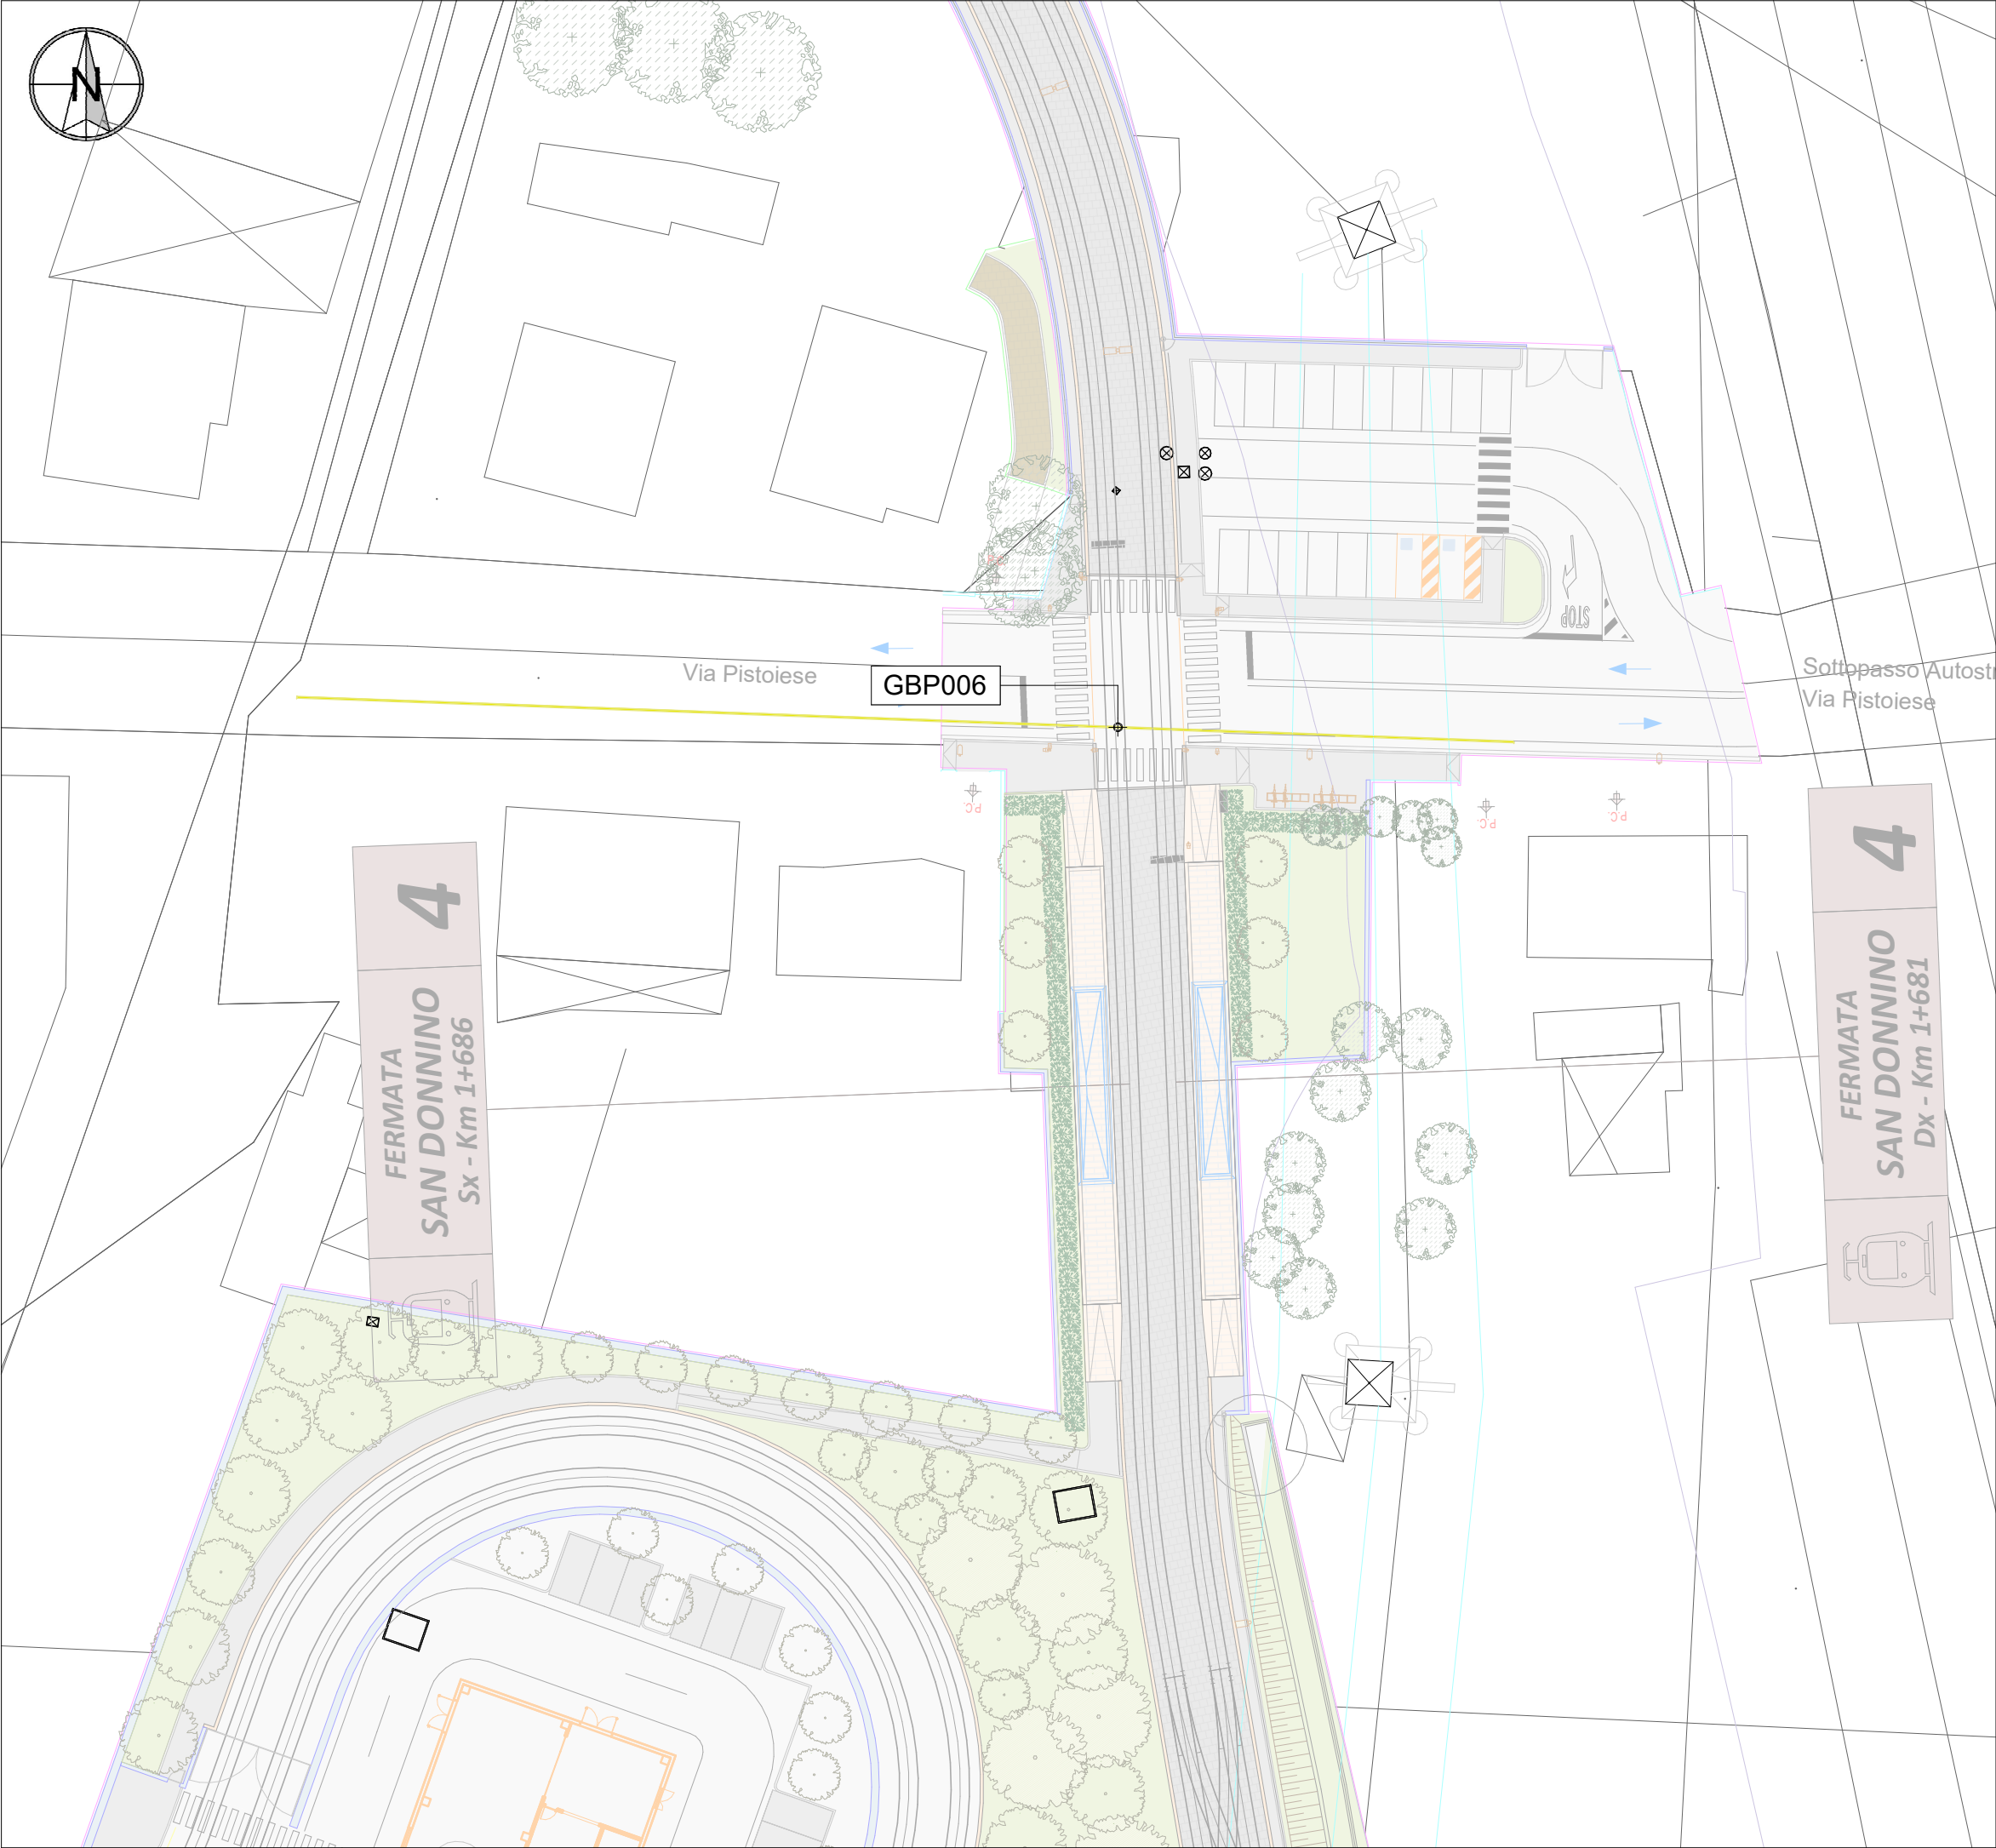 N
STOP
Via Pistoiese
GBP006
Sottopasso Autostr
Via Pistoiese
P.C.
P.C.
P.C.
4
FERMATA
SAN DONNINO
Sx - Km 1+686
4
FERMATA
SAN DONNINO
Dx - Km 1+681